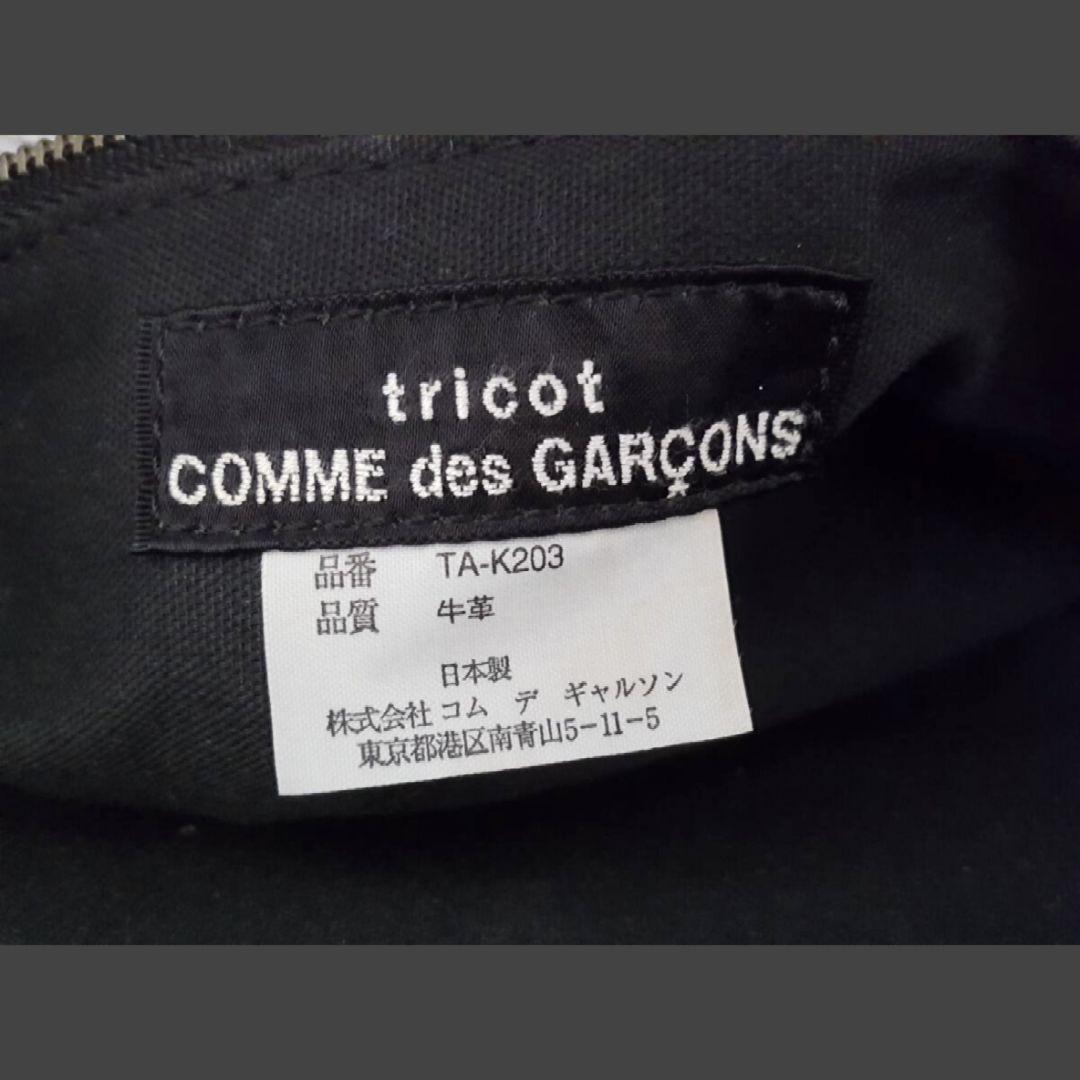 tricot
COMME des GARÇONS
品番 TA-K203
品質 牛革
日本製
株式会社 コム デ ギャルソン
東京都港区南青山5-11-5